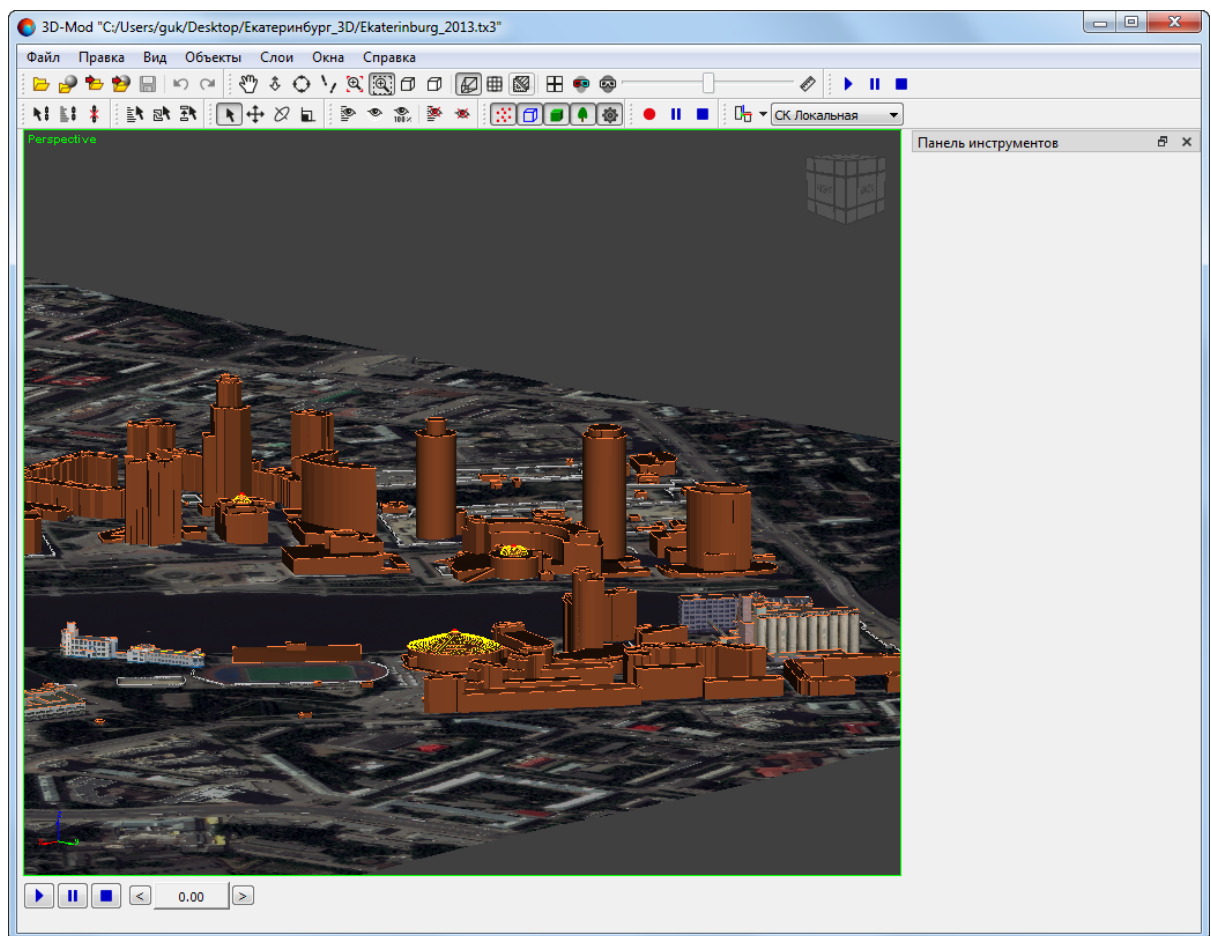 3D-Mod "C:/Users/guk/Desktop/Екатеринбург_3D/Ekaterinburg_2013.tx3"
Файл Правка Вид Объекты Слои Окна Справка
100%
СК Локальная
Perspective
Панель инструментов
0.00